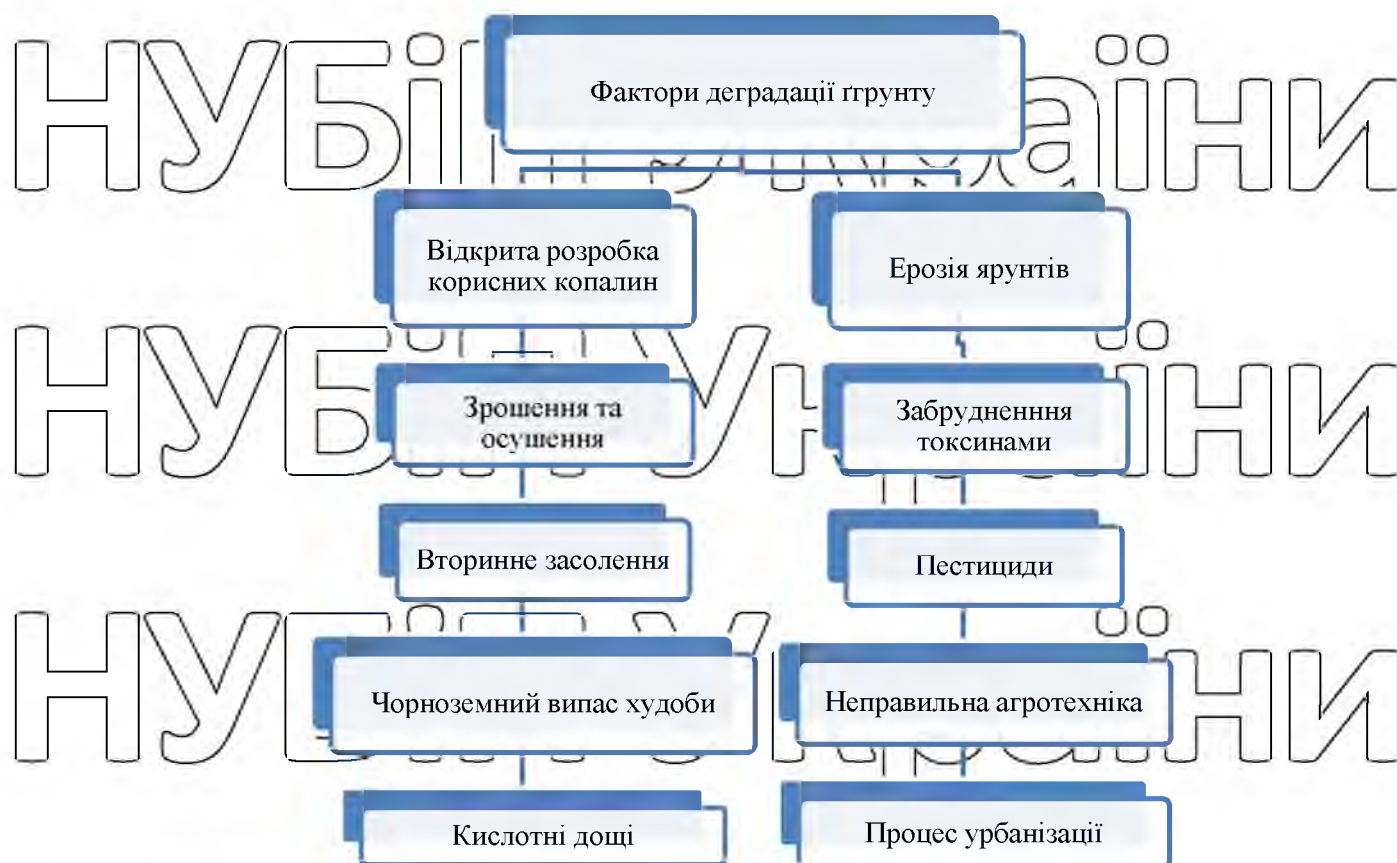 НУБіП України
Фактори деградації ґтрунту
Відкрита розробка
корисних копалин
Ерозія ярунтів
НУБіП України
Зрошення та
осушення
Забрудненння
токсинами
Вторинне засолення
Пестициди
НУБіП України
Чорноземний випас худоби
Неправильна агротехніка
Кислотні дощі
Процес урбанізації